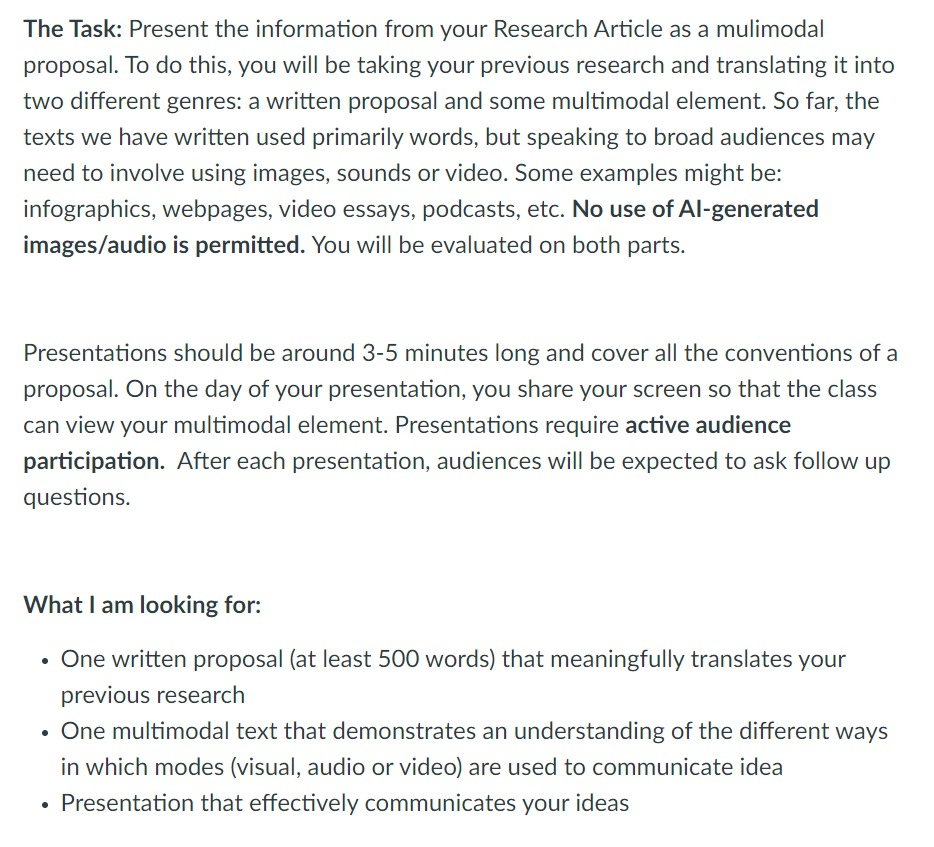 The Task: Present the information from your Research Article as a mulimodal
proposal. To do this, you will be taking your previous research and translating it into
two different genres: a written proposal and some multimodal element. So far, the
texts we have written used primarily words, but speaking to broad audiences may
need to involve using images, sounds or video. Some examples might be:
infographics, webpages, video essays, podcasts, etc. No use of AI-generated
images/audio is permitted. You will be evaluated on both parts.
Presentations should be around 3-5 minutes long and cover all the conventions of a
proposal. On the day of your presentation, you share your screen so that the class
can view your multimodal element. Presentations require active audience
participation.  After each presentation, audiences will be expected to ask follow up
questions.
What I am looking for:
• One written proposal (at least 500 words) that meaningfully translates your
previous research
• One multimodal text that demonstrates an understanding of the different ways
in which modes (visual, audio or video) are used to communicate idea
• Presentation that effectively communicates your ideas